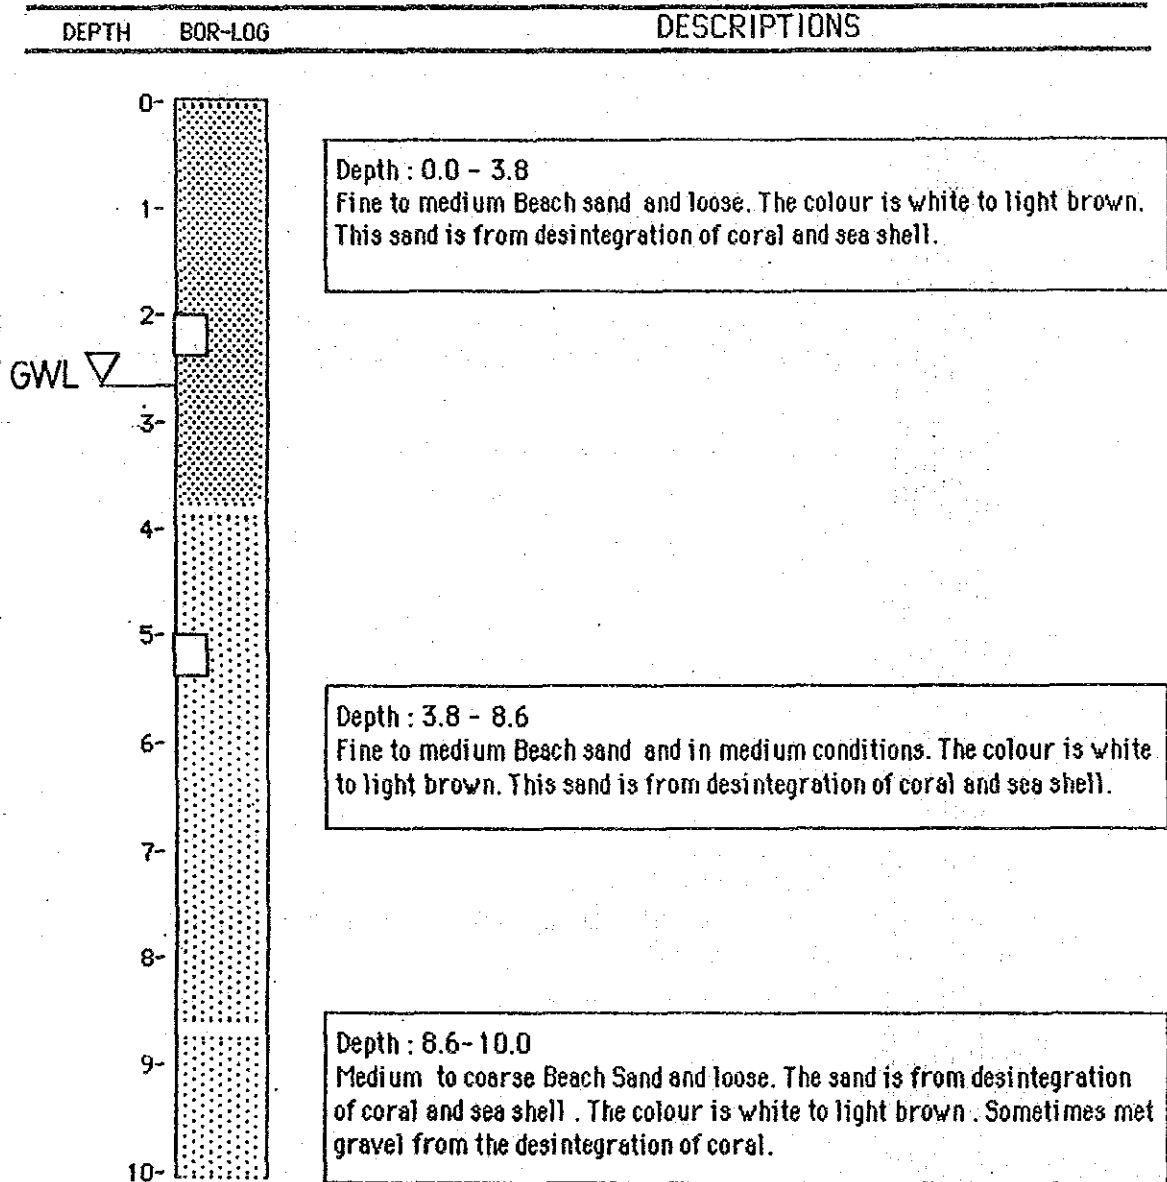 DEPTH BOR-LOG DESCRIPTIONS
0-
Depth : 0.0 - 3.8
Fine to medium Beach sand and loose. The colour is white to light brown.
This sand is from desintegration of coral and sea shell.
1-
2-
GWL
3-
4-
5-
Depth : 3.8 - 8.6
Fine to medium Beach sand and in medium conditions. The colour is white
to light brown. This sand is from desintegration of coral and sea shell.
6-
7-
8-
Depth : 8.6-10.0
Medium to coarse Beach Sand and loose. The sand is from desintegration
of coral and sea shell . The colour is white to light brown . Sometimes met
gravel from the desintegration of coral.
9-
10-